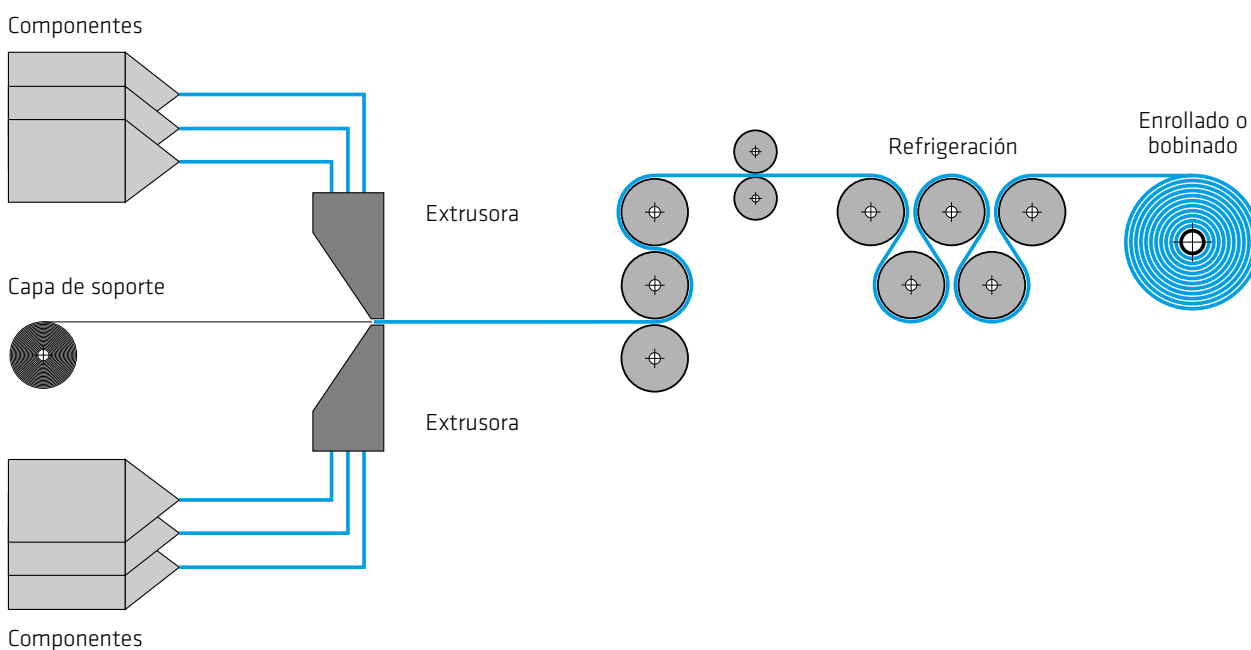 Componentes
Extrusora
Capa de soporte
Extrusora
Componentes
Refrigeración
Enrollado o
bobinado